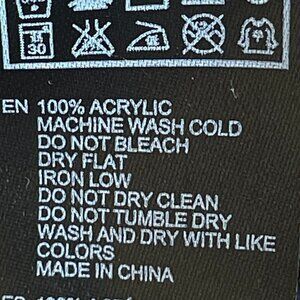 30
EN 100% ACRYLIC
MACHINE WASH COLD
DO NOT BLEACH
DRY FLAT
IRON LOW
DO NOT DRY CLEAN
DO NOT TUMBLE DRY
WASH AND DRY WITH LIKE
COLORS
MADE IN CHINA